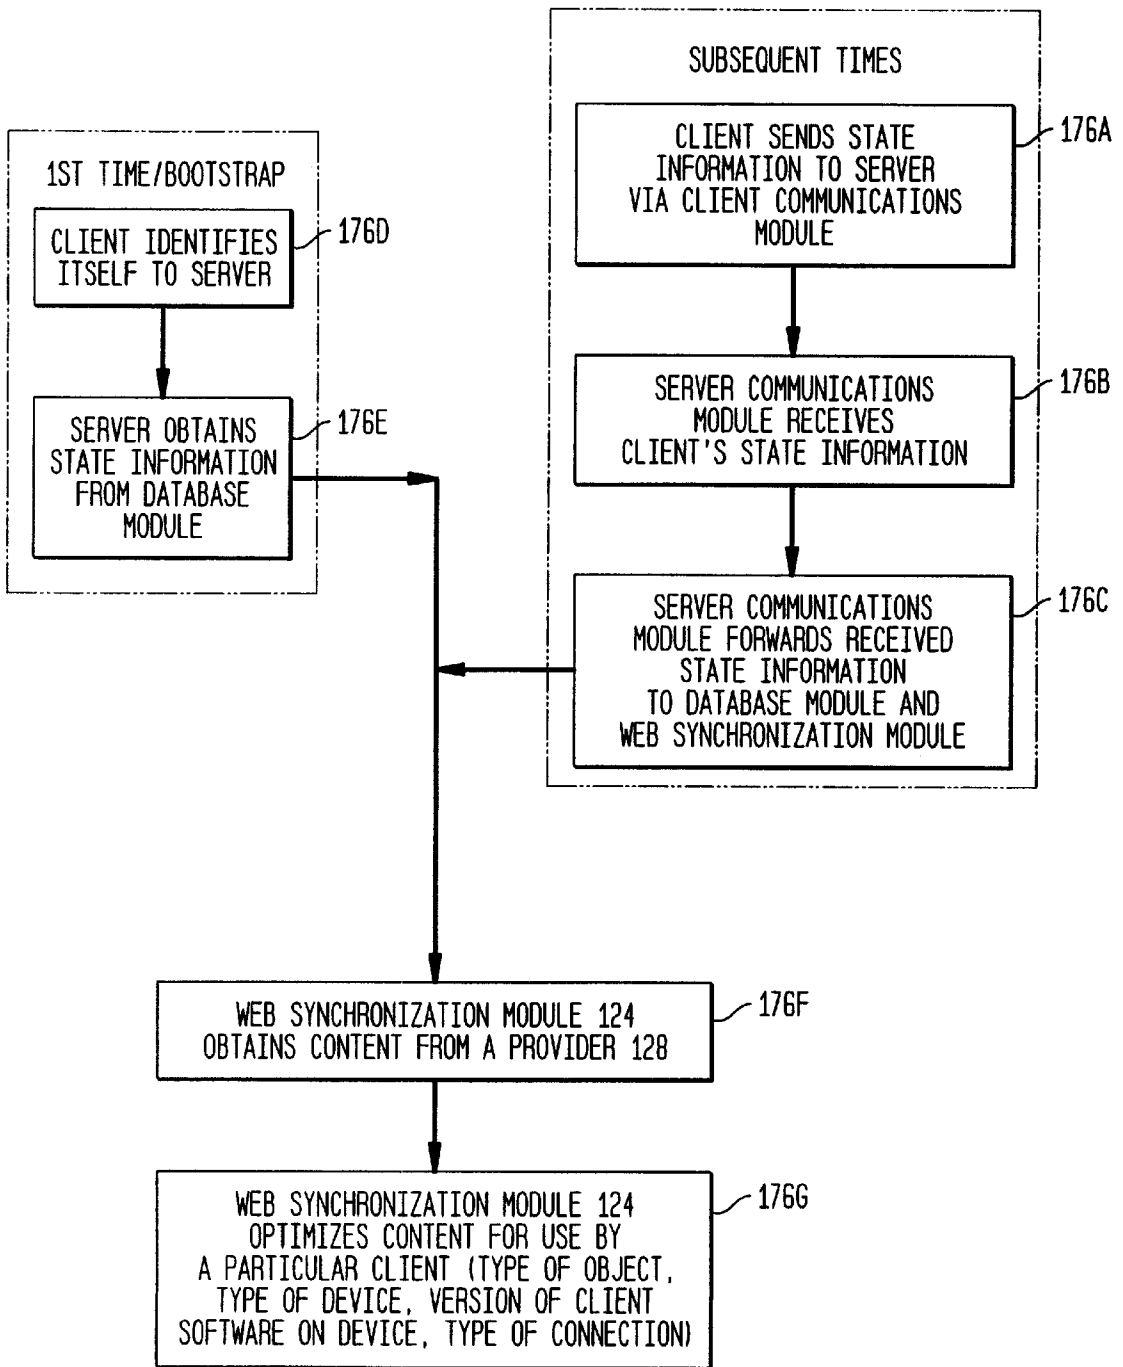 1ST TIME/BOOTSTRAP
CLIENT IDENTIFIES
ITSELF TO SERVER
176D
SERVER OBTAINS
STATE INFORMATION
FROM DATABASE
MODULE
176E
SUBSEQUENT TIMES
CLIENT SENDS STATE
INFORMATION TO SERVER
VIA CLIENT COMMUNICATIONS
MODULE
176A
SERVER COMMUNICATIONS
MODULE RECEIVES
CLIENT'S STATE INFORMATION
176B
SERVER COMMUNICATIONS
MODULE FORWARDS RECEIVED
STATE INFORMATION
TO DATABASE MODULE AND
WEB SYNCHRONIZATION MODULE
176C
WEB SYNCHRONIZATION MODULE 124
OBTAINS CONTENT FROM A PROVIDER 128
176F
WEB SYNCHRONIZATION MODULE 124
OPTIMIZES CONTENT FOR USE BY
A PARTICULAR CLIENT (TYPE OF OBJECT,
TYPE OF DEVICE, VERSION OF CLIENT
SOFTWARE ON DEVICE, TYPE OF CONNECTION)
176G